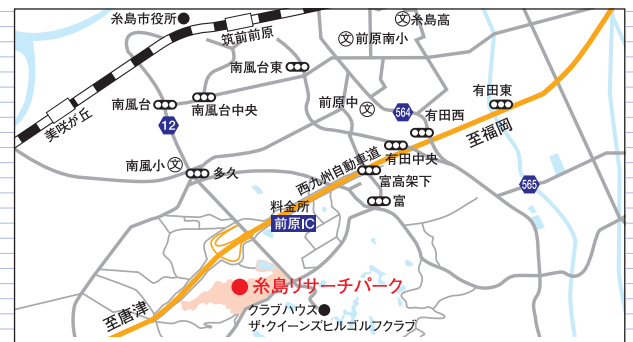 糸島市役所
筑前前原
糸島高
前原南小
南風台東
美咲が丘
南風台
南風台中央
前原中
564
有田東
12
有田西
至福岡
南風小
多久
西九州自動車道
有田中央
富高架下
565
料金所
前原IC
富
糸島リサーチパーク
至唐津
クラブハウス
ザ・クイーンズヒルゴルフクラブ